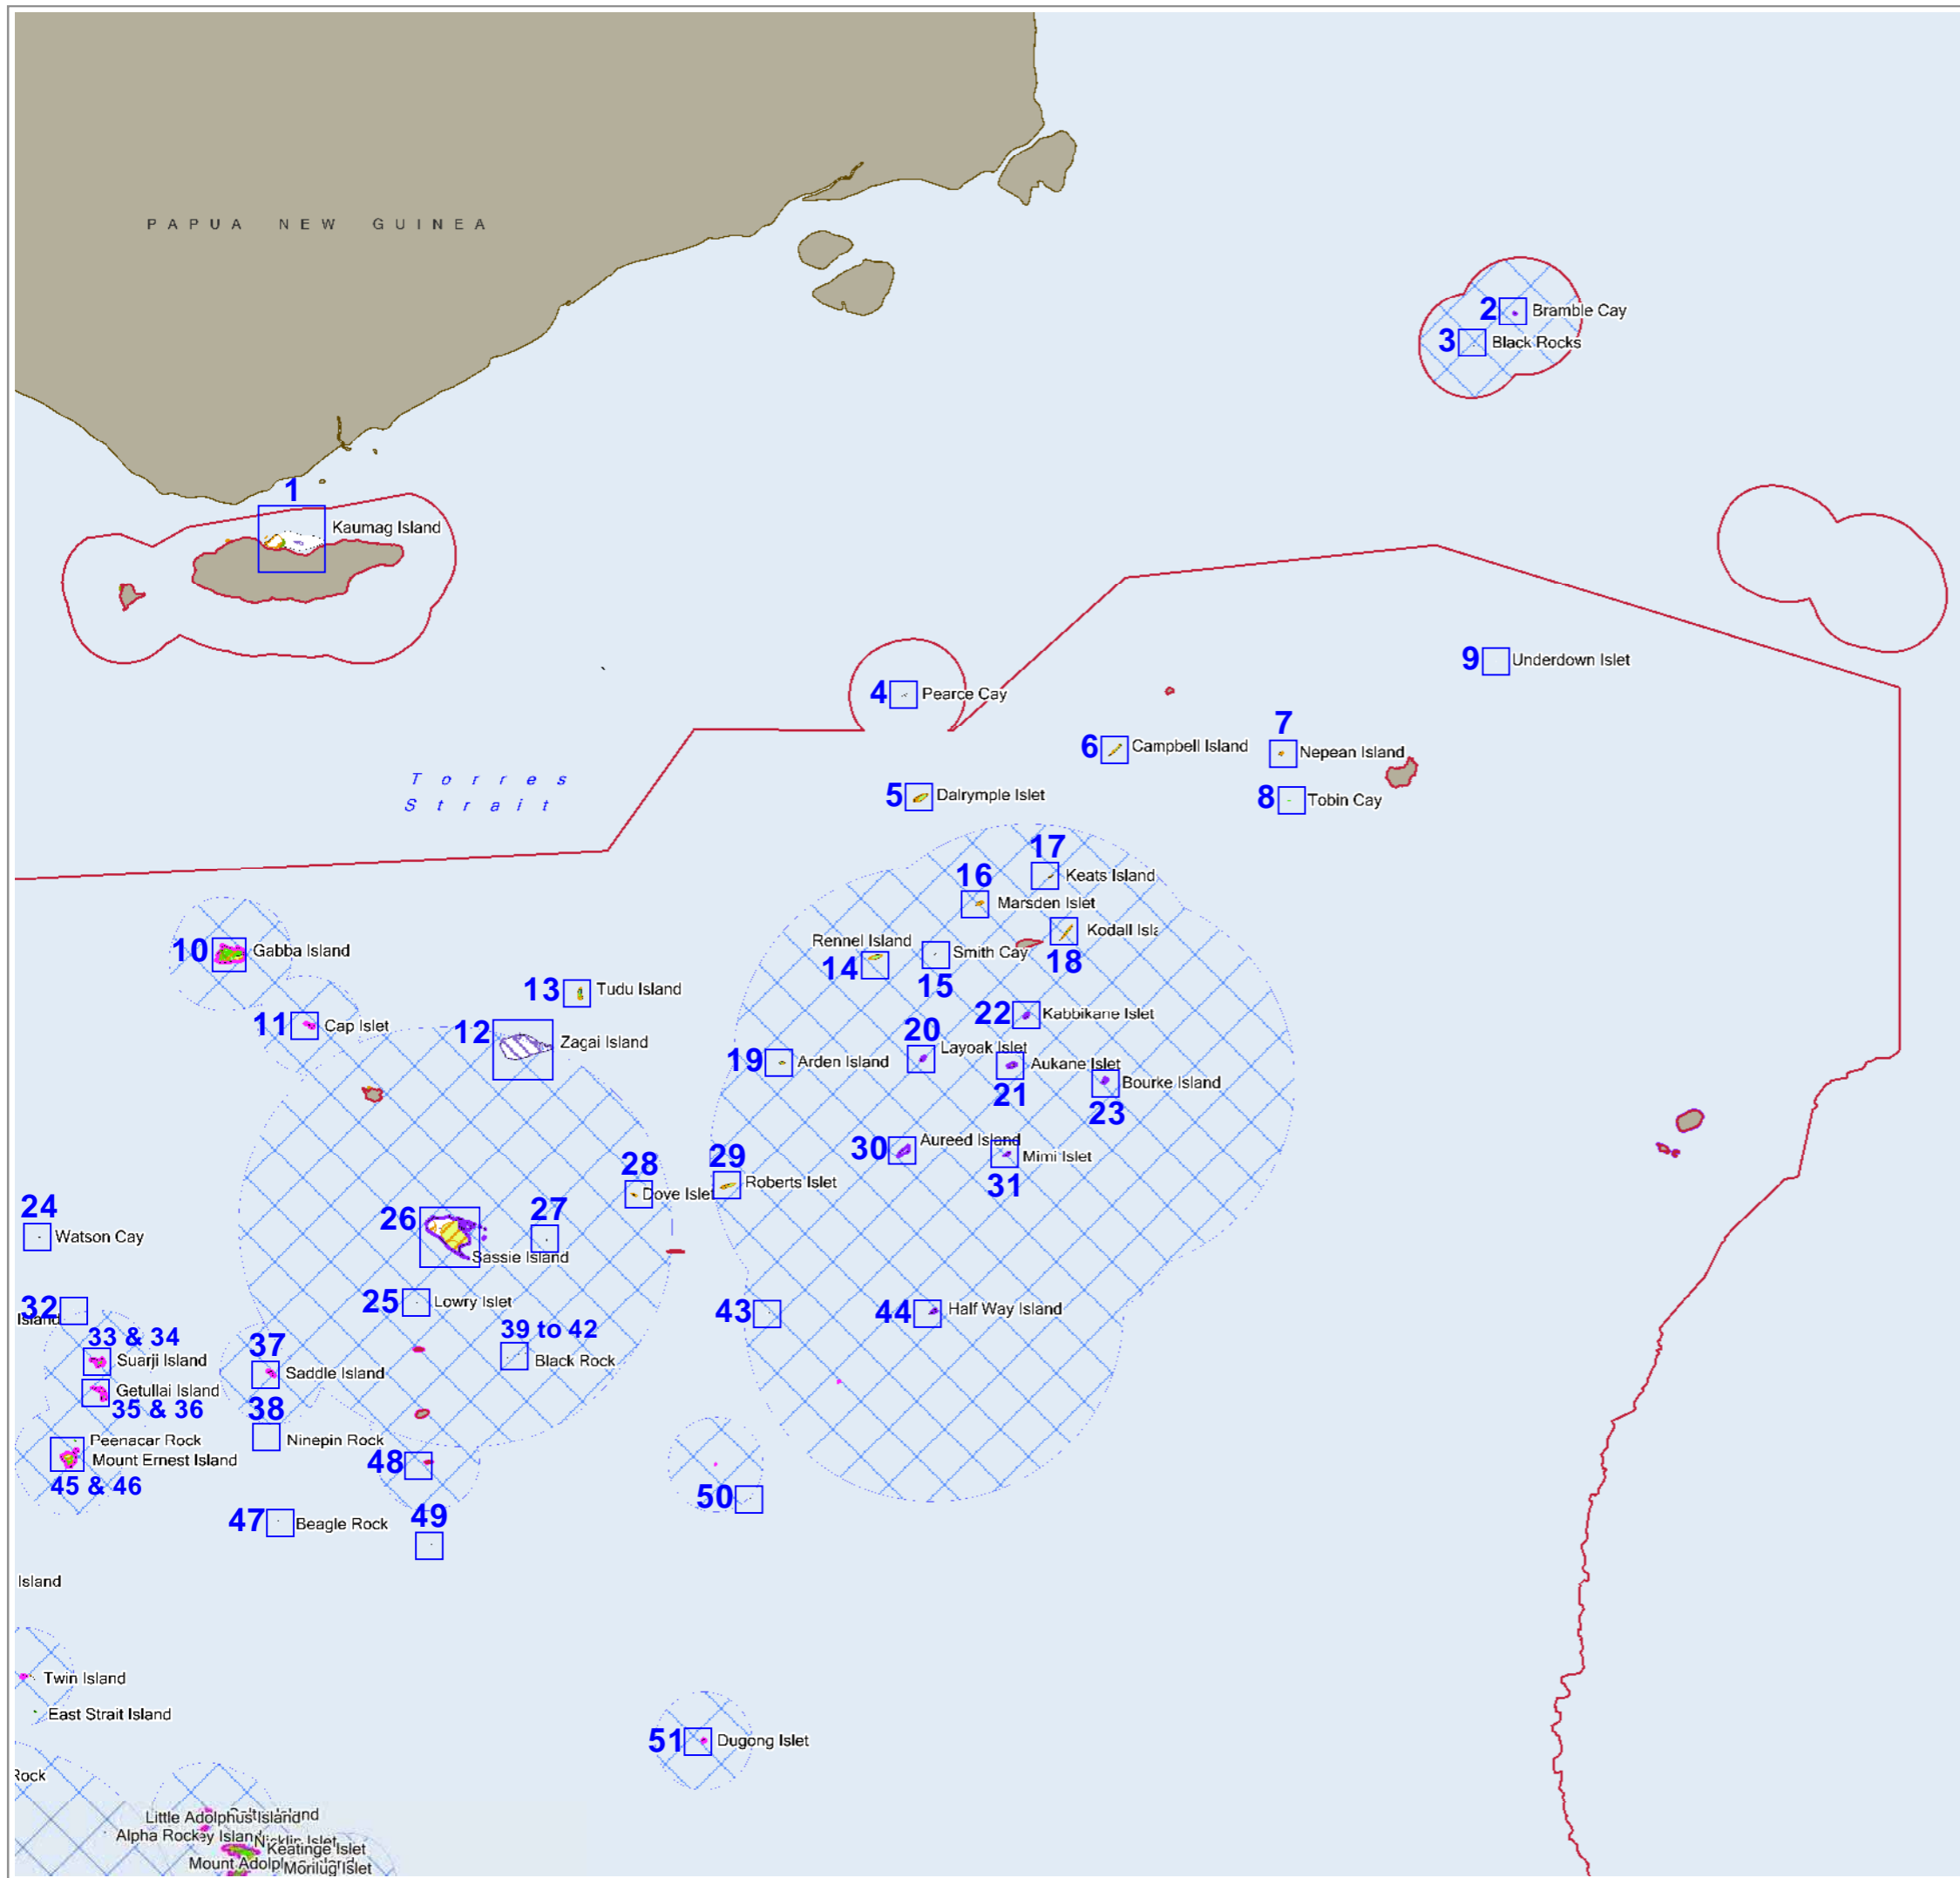 PAPUA NEW GUINEA
2 Bramble Cay
3 Black Rocks
1
Kaumag Island
9 Underdown Islet
4 Pearce Cay
7
6 Campbell Island
Nepean Island
Torres
Strait
5 Dalrymple Islet
8 Tobin Cay
17
16
Keats Island
Marsden Islet
Kodall Isla
18
Rennel Island
14
Smith Cay
15
10 Gabba Island
13 Tudu Island
11 Cap Islet
12 Zagai Island
22 Kabbikane Islet
20
Layoak Islet
19 Arden Island
Aukane Islet
21
Bourke Island
23
30 Aureed Island
Mimi Islet
31
29
28
Roberts Islet
Dove Islet
24
27
26
Watson Cay
Sassie Island
25 Lowry Islet
32
Island
43
44 Half Way Island
33 & 34
39 to 42
37
Suarji Island
Black Rock
Saddle Island
Getullai Island
35 & 36
38
Peenacar Rock
Ninepin Rock
Mount Ernest Island
45 & 46
48
50
49
47 Beagle Rock
Island
Twin Island
East Strait Island
51 Dugong Islet
Rock
Little Adolphus Island
Alpha Rockey Island
Nicklin Islet
Keatinge Islet
Mount Adolphus Island
Morilug Islet